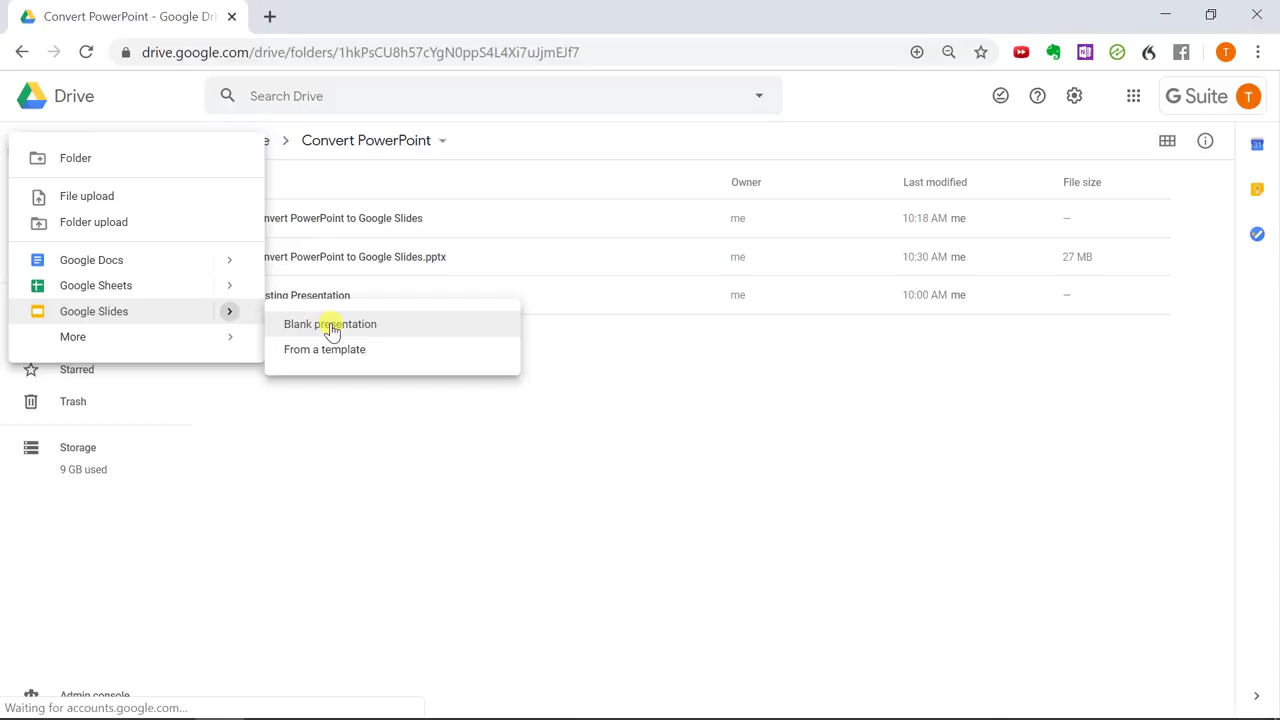 Convert PowerPoint - Google Dri
drive.google.com/drive/folders/1hkPsCU8h57cYgN0ppS4L4Xi7uJjmEJf7
T
Drive
Search Drive
G Suite
T
Convert PowerPoint
Folder
File upload
Folder upload
Google Docs
Google Sheets
Google Slides
More
Blank presentation
From a template
Owner
Last modified
File size
nvert PowerPoint to Google Slides
me
10:18 AM me
–
nvert PowerPoint to Google Slides.pptx
me
10:30 AM me
27 MB
sting Presentation
me
10:00 AM me
–
Starred
Trash
Storage
9 GB used
Admin console
Waiting for accounts.google.com...